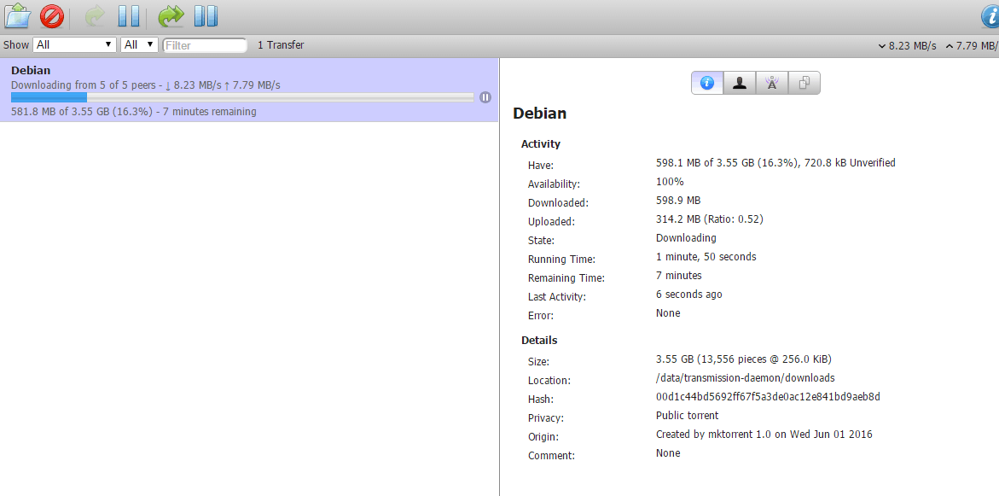 Show All All Filter 1 Transfer 8.23 MB/s 7.79 MB/
Debian
Downloading from 5 of 5 peers - ↓ 8.23 MB/s ↑ 7.79 MB/s
581.8 MB of 3.55 GB (16.3%) - 7 minutes remaining
Debian
Activity
Have: 598.1 MB of 3.55 GB (16.3%), 720.8 kB Unverified
Availability: 100%
Downloaded: 598.9 MB
Uploaded: 314.2 MB (Ratio: 0.52)
State: Downloading
Running Time: 1 minute, 50 seconds
Remaining Time: 7 minutes
Last Activity: 6 seconds ago
Error: None
Details
Size: 3.55 GB (13,556 pieces @ 256.0 KiB)
Location: /data/transmission-daemon/downloads
Hash: 00d1c44bd5692ff67f5a3de0ac12e841bd9aeb8d
Privacy: Public torrent
Origin: Created by mktorrent 1.0 on Wed Jun 01 2016
Comment: None